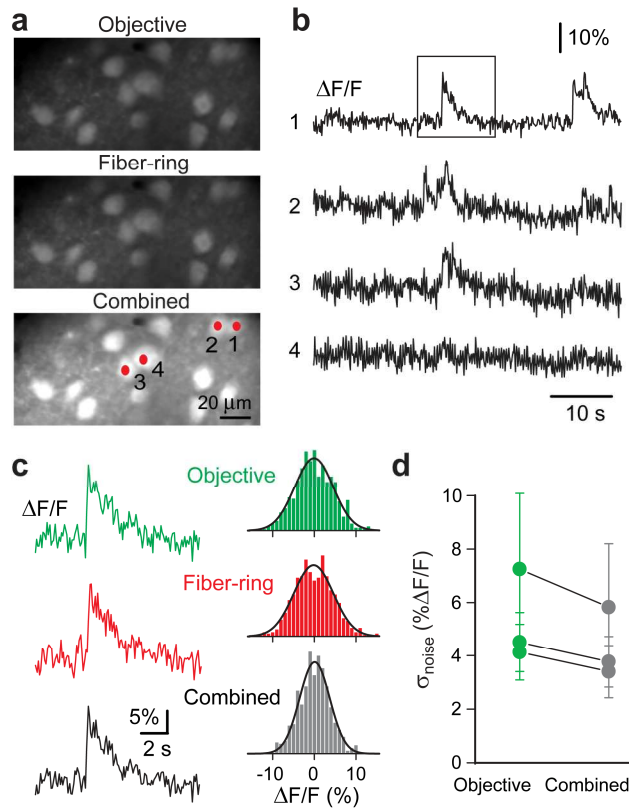 a
Objective
Fiber-ring
Combined
2 1
3 4
20 μm
b
10%
ΔF/F
1
2
3
4
10 s
c
ΔF/F
Objective
Fiber-ring
Combined
5%
2 s
-10 0 10
ΔF/F (%)
d
σnoise (%ΔF/F)
10
8
6
4
2
0
Objective Combined